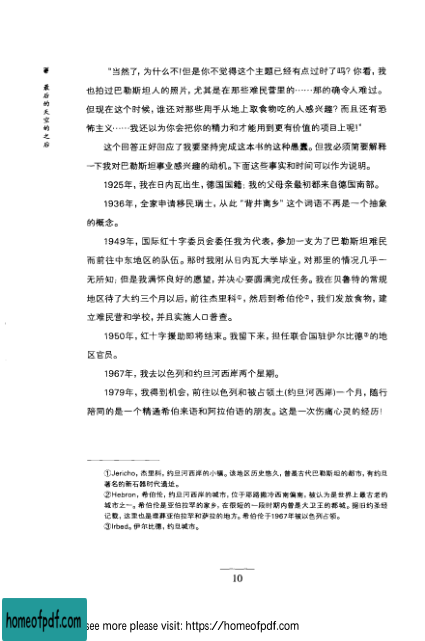 最后的天空的之后
"当然了,为什么不!但是你不觉得这个主题已经有点过时了吗?你看,我
也拍过巴勒斯坦人的照片,尤其是在那些难民营里的……那的确令人难过。
但现在这个时候,谁还对那些用手从地上取食物吃的人感兴趣?而且还有恐
怖主义……我还以为你会把你的精力和才能用到更有价值的项目上呢!"
这个回答正好回应了我要坚持完成这本书的这种愚蠢。但我必须简要解释
一下我对巴勒斯坦事业感兴趣的动机。下面这些事实和时间可以作为说明。
1925年,我在日内瓦出生,德国国籍;我的父母亲最初都来自德国南部。
1936年,全家申请移民瑞士,从此"背井离乡"这个词语不再是一个抽象
的概念。
1949年,国际红十字委员会委任我为代表,参加一支为了巴勒斯坦难民
而前往中东地区的队伍。那时我刚从日内瓦大学毕业,对那里的情况几乎一
无所知;但是我满怀良好的愿望,并决心要圆满完成任务。我在贝鲁特的常规
地区待了大约三个月以后,前往杰里科①,然后到希伯伦②,我们发放食物,建
立难民营和学校,并且实施人口普查。
1950年,红十字援助即将结束。我留下来,担任联合国驻伊尔比德③的地
区官员。
1967年,我去以色列和约旦河西岸两个星期。
1979年,我得到机会,前往以色列和被占领土(约旦河西岸)一个月,随行
陪同的是一个精通希伯来语和阿拉伯语的朋友。这是一次伤痛心灵的经历!
①Jericho,杰里科,约旦河西岸的小镇。该地区历史悠久,曾是古代巴勒斯坦的都市,有约旦
著名的新石器时代遗址。
②Hebron,希伯伦,约旦河西岸的城市,位于耶路撒冷西南偏南,被认为是世界上最古老的
城市之一。希伯伦是亚伯拉罕的家乡,在很短的一段时期内曾是大卫王的都城。据旧约圣经
记载,这里也是埋葬亚伯拉罕和萨拉的地方。希伯伦于1967年被以色列占领。
③Irbed,伊尔比德,约旦城市。
10
homeofpdf.com
see more please visit: https://homeofpdf.com